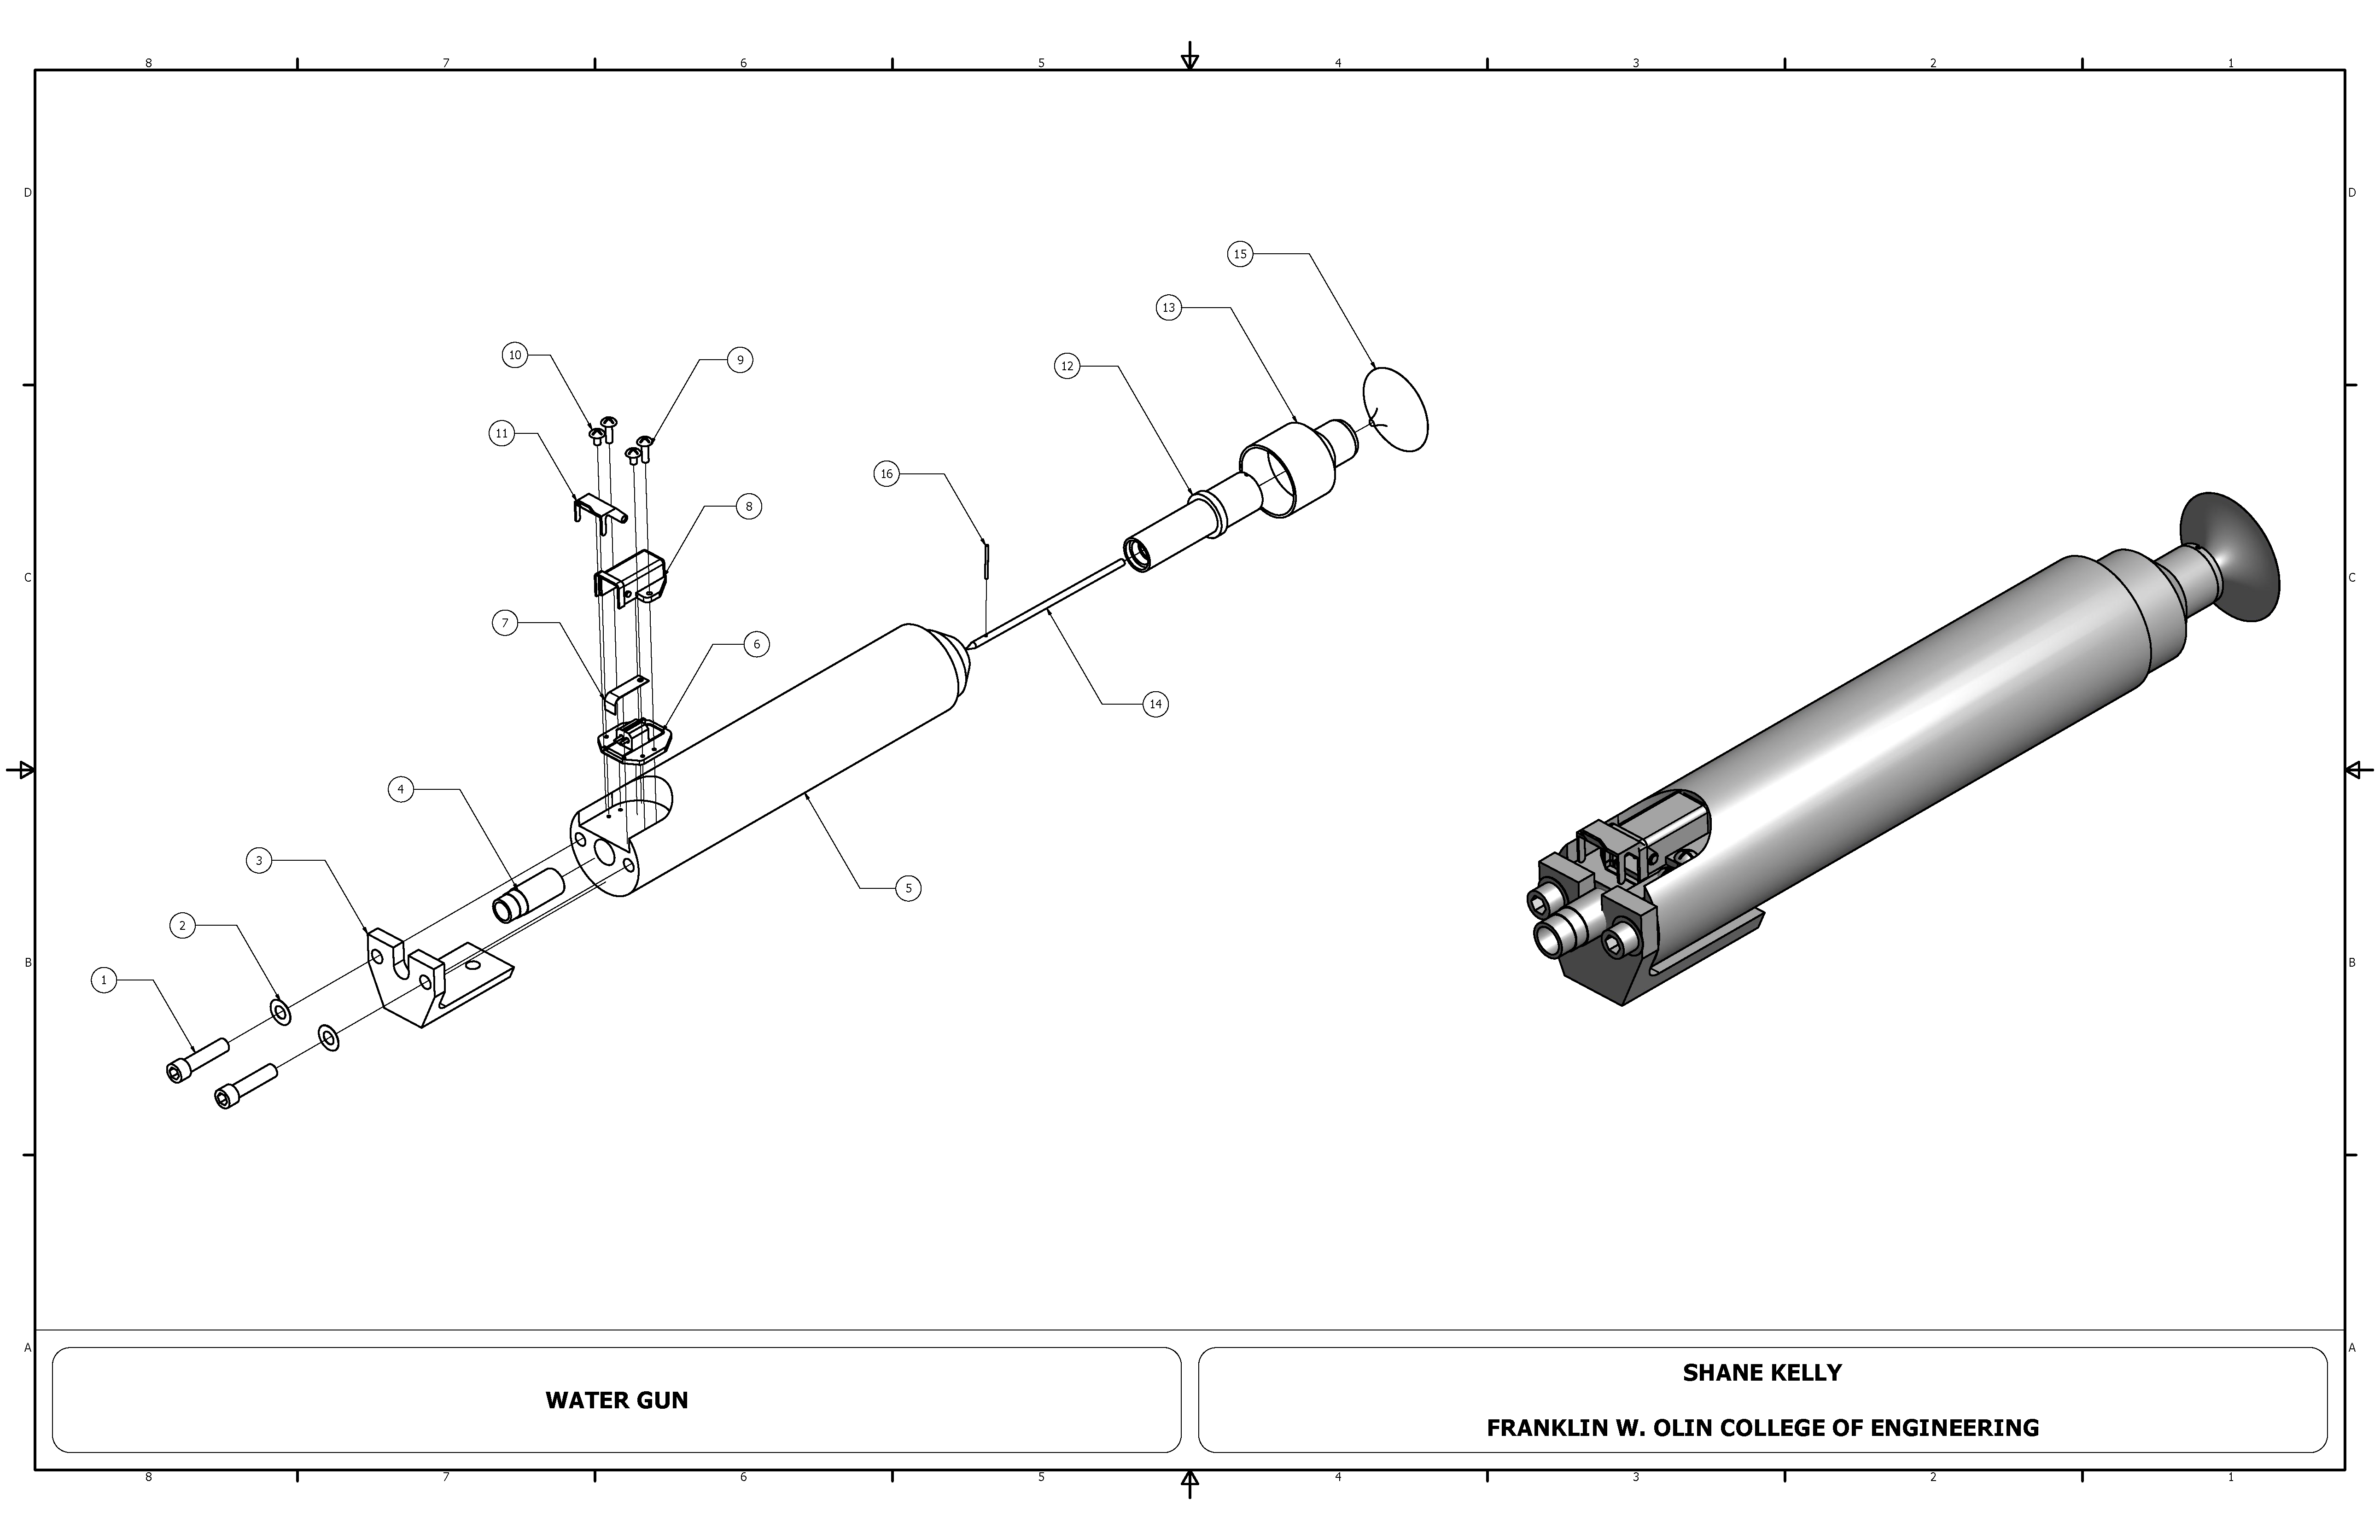 8 7 6 5 4 3 2 1
D D
15
13
10 9 12
11
16
8
C C
7
6
14
4
3 5
2
B B
1
A A
SHANE KELLY
WATER GUN
FRANKLIN W. OLIN COLLEGE OF ENGINEERING
8 7 6 5 4 3 2 1